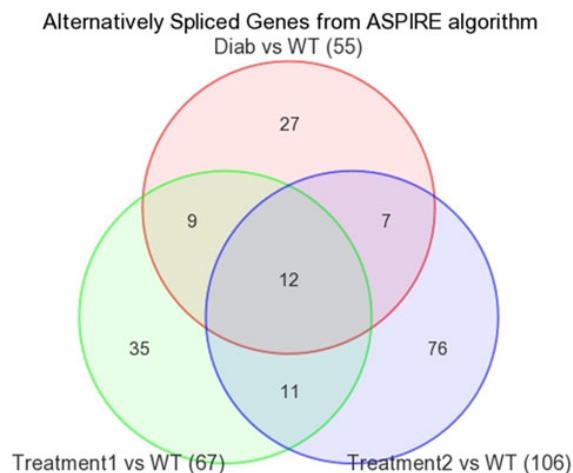 Alternatively Spliced Genes from ASPIRE algorithm
Diab vs WT (55)
27
9
7
12
35
76
11
Treatment1 vs WT (67)
Treatment2 vs WT (106)